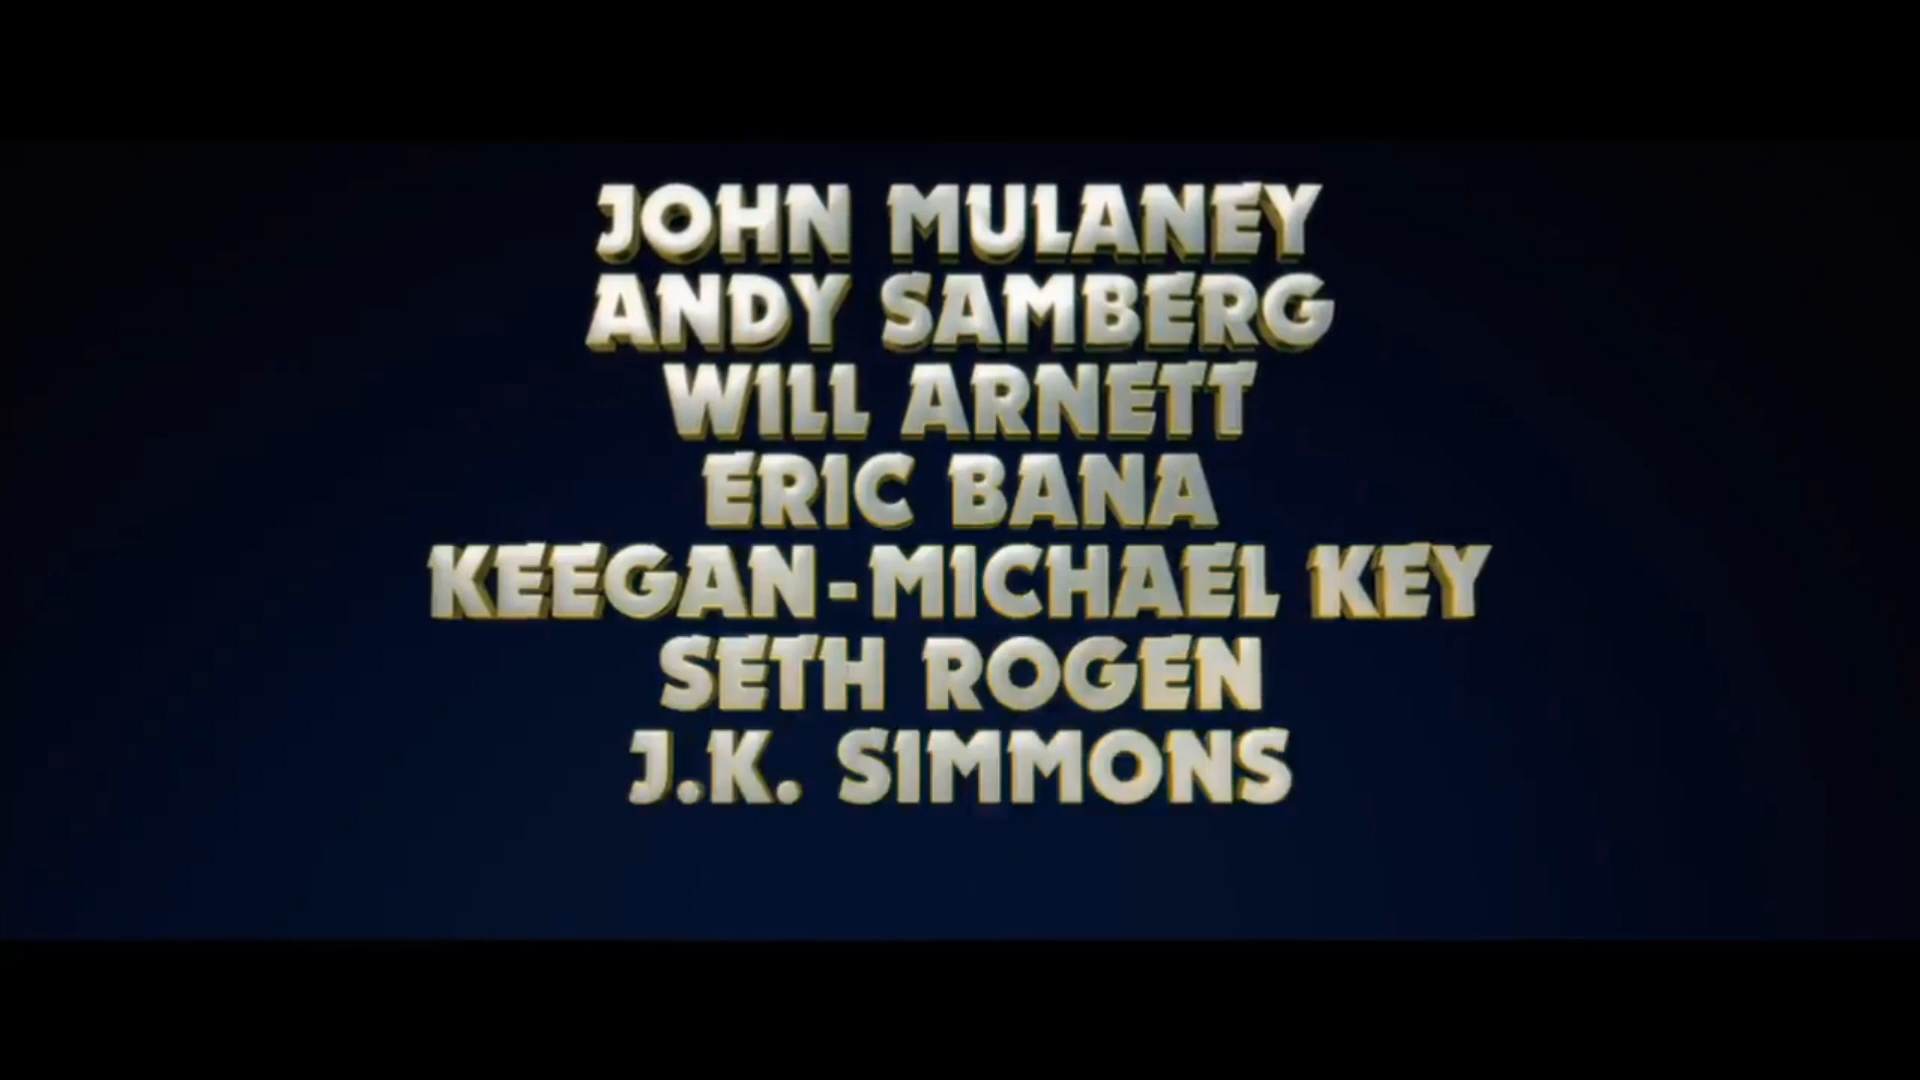 JOHN MULANEY
ANDY SAMBERG
WILL ARNETT
ERIC BANA
KEEGAN-MICHAEL KEY
SETH ROGEN
J.K. SIMMONS